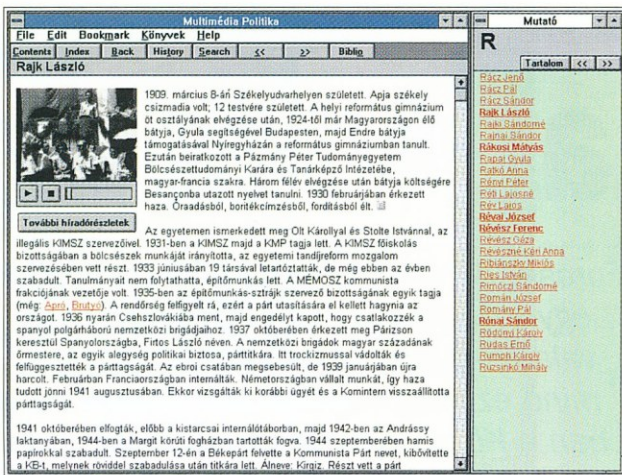 Multimédia Politika
File Edit Bookmark Könyvek Help
Contents Index Back History Search << >> Biblio
Rajk László
1909. március 8-án Székelyudvarhelyen született. Apja székely
csizmadia volt; 12 testvére született. A helyi református gimnázium
öt osztályának elvégzése után, 1924-től már Magyarországon élő
bátyja, Gyula segítségével Budapesten, majd Endre bátyja
támogatásával Nyíregyházán a református gimnáziumban tanult.
Ezután beiratkozott a Pázmány Péter Tudományegyetem
Bölcsészettudományi Karára és Tanárképző Intézetébe,
magyar-francia szakra. Három félév elvégzése után bátyja költségére
Besançonba utazott nyelvet tanulni. 1930 februárjában érkezett
haza. Óraadásból, borítékcímzésből, fordításból élt.
További híradórészletek
Az egyetemen ismerkedett meg Olt Károllyal és Stolte Istvánnal, az
illegális KIMSZ szervezőivel. 1931-ben a KIMSZ majd a KMP tagja lett. A KIMSZ főiskolás
bizottságában a bölcsészek munkáját irányította, az egyetemi tandíjreform mozgalom
szervezésében vett részt. 1933 júniusában 19 társával letartóztatták, de még ebben az évben
szabadult. Tanulmányait nem folytathatta, építőmunkás lett. A MÉMOSZ kommunista
frakciójának vezetője volt. 1935-ben az építőmunkás-sztrájk szervező bizottságának egyik tagja
(még: Apró, Brutyó). A rendőrség felfigyelt rá, ezért a párt utasítására el kellett hagynia az
országot. 1936 nyarán Csehszlovákiába ment, majd engedélyt kapott, hogy csatlakozzék a
spanyol polgárháború nemzetközi brigádjaihoz. 1937 októberében érkezett meg Párizson
keresztül Spanyolországba, Firtos László néven. A nemzetközi brigádok magyar századának
őrmestere, az egyik alegység politikai biztosa, párttitkára. Itt trockizmussal vádolták és
felfüggesztették a párttagságát. Az ebroi csatában megsebesült, de 1939 januárjában újra
harcolt. Februárban Franciaországban internálták. Németországban vállalt munkát, így haza
tudott jönni 1941 augusztusában. Ekkor vizsgálták ki korábbi ügyét és a Komintern visszaállította
párttagságát.
1941 októberében elfogták, előbb a kistarcsai internálótáborban, majd 1942-ben az Andrássy
laktanyában, 1944-ben a Margit körúti fogházban tartották fogva. 1944 szeptemberében hamis
papírokkal szabadult. Szeptember 12-én a Békepárt felvette a Kommunista Párt nevet, kibővítette
a KB-t, melynek röviddel szabadulása után titkára lett. Álneve: Kirgiz. Részt vett a párt
Mutató
R
Tartalom << >>
Rácz Jenő
Rácz Pál
Rácz Sándor
Rajk László
Rajki Sándorné
Rajnai Sándor
Rákosi Mátyás
Rapai Gyula
Ratkó Anna
Rényi Péter
Réti Lajosné
Rév Lajos
Révai József
Révész Ferenc
Révész Géza
Révészné Kéri Anna
Ribiánszky Miklós
Ries István
Rimóczi Sándorné
Román József
Romány Pál
Rónai Sándor
Ródönyi Károly
Rudas Ernő
Rumph Károly
Ruzsinkó Mihály